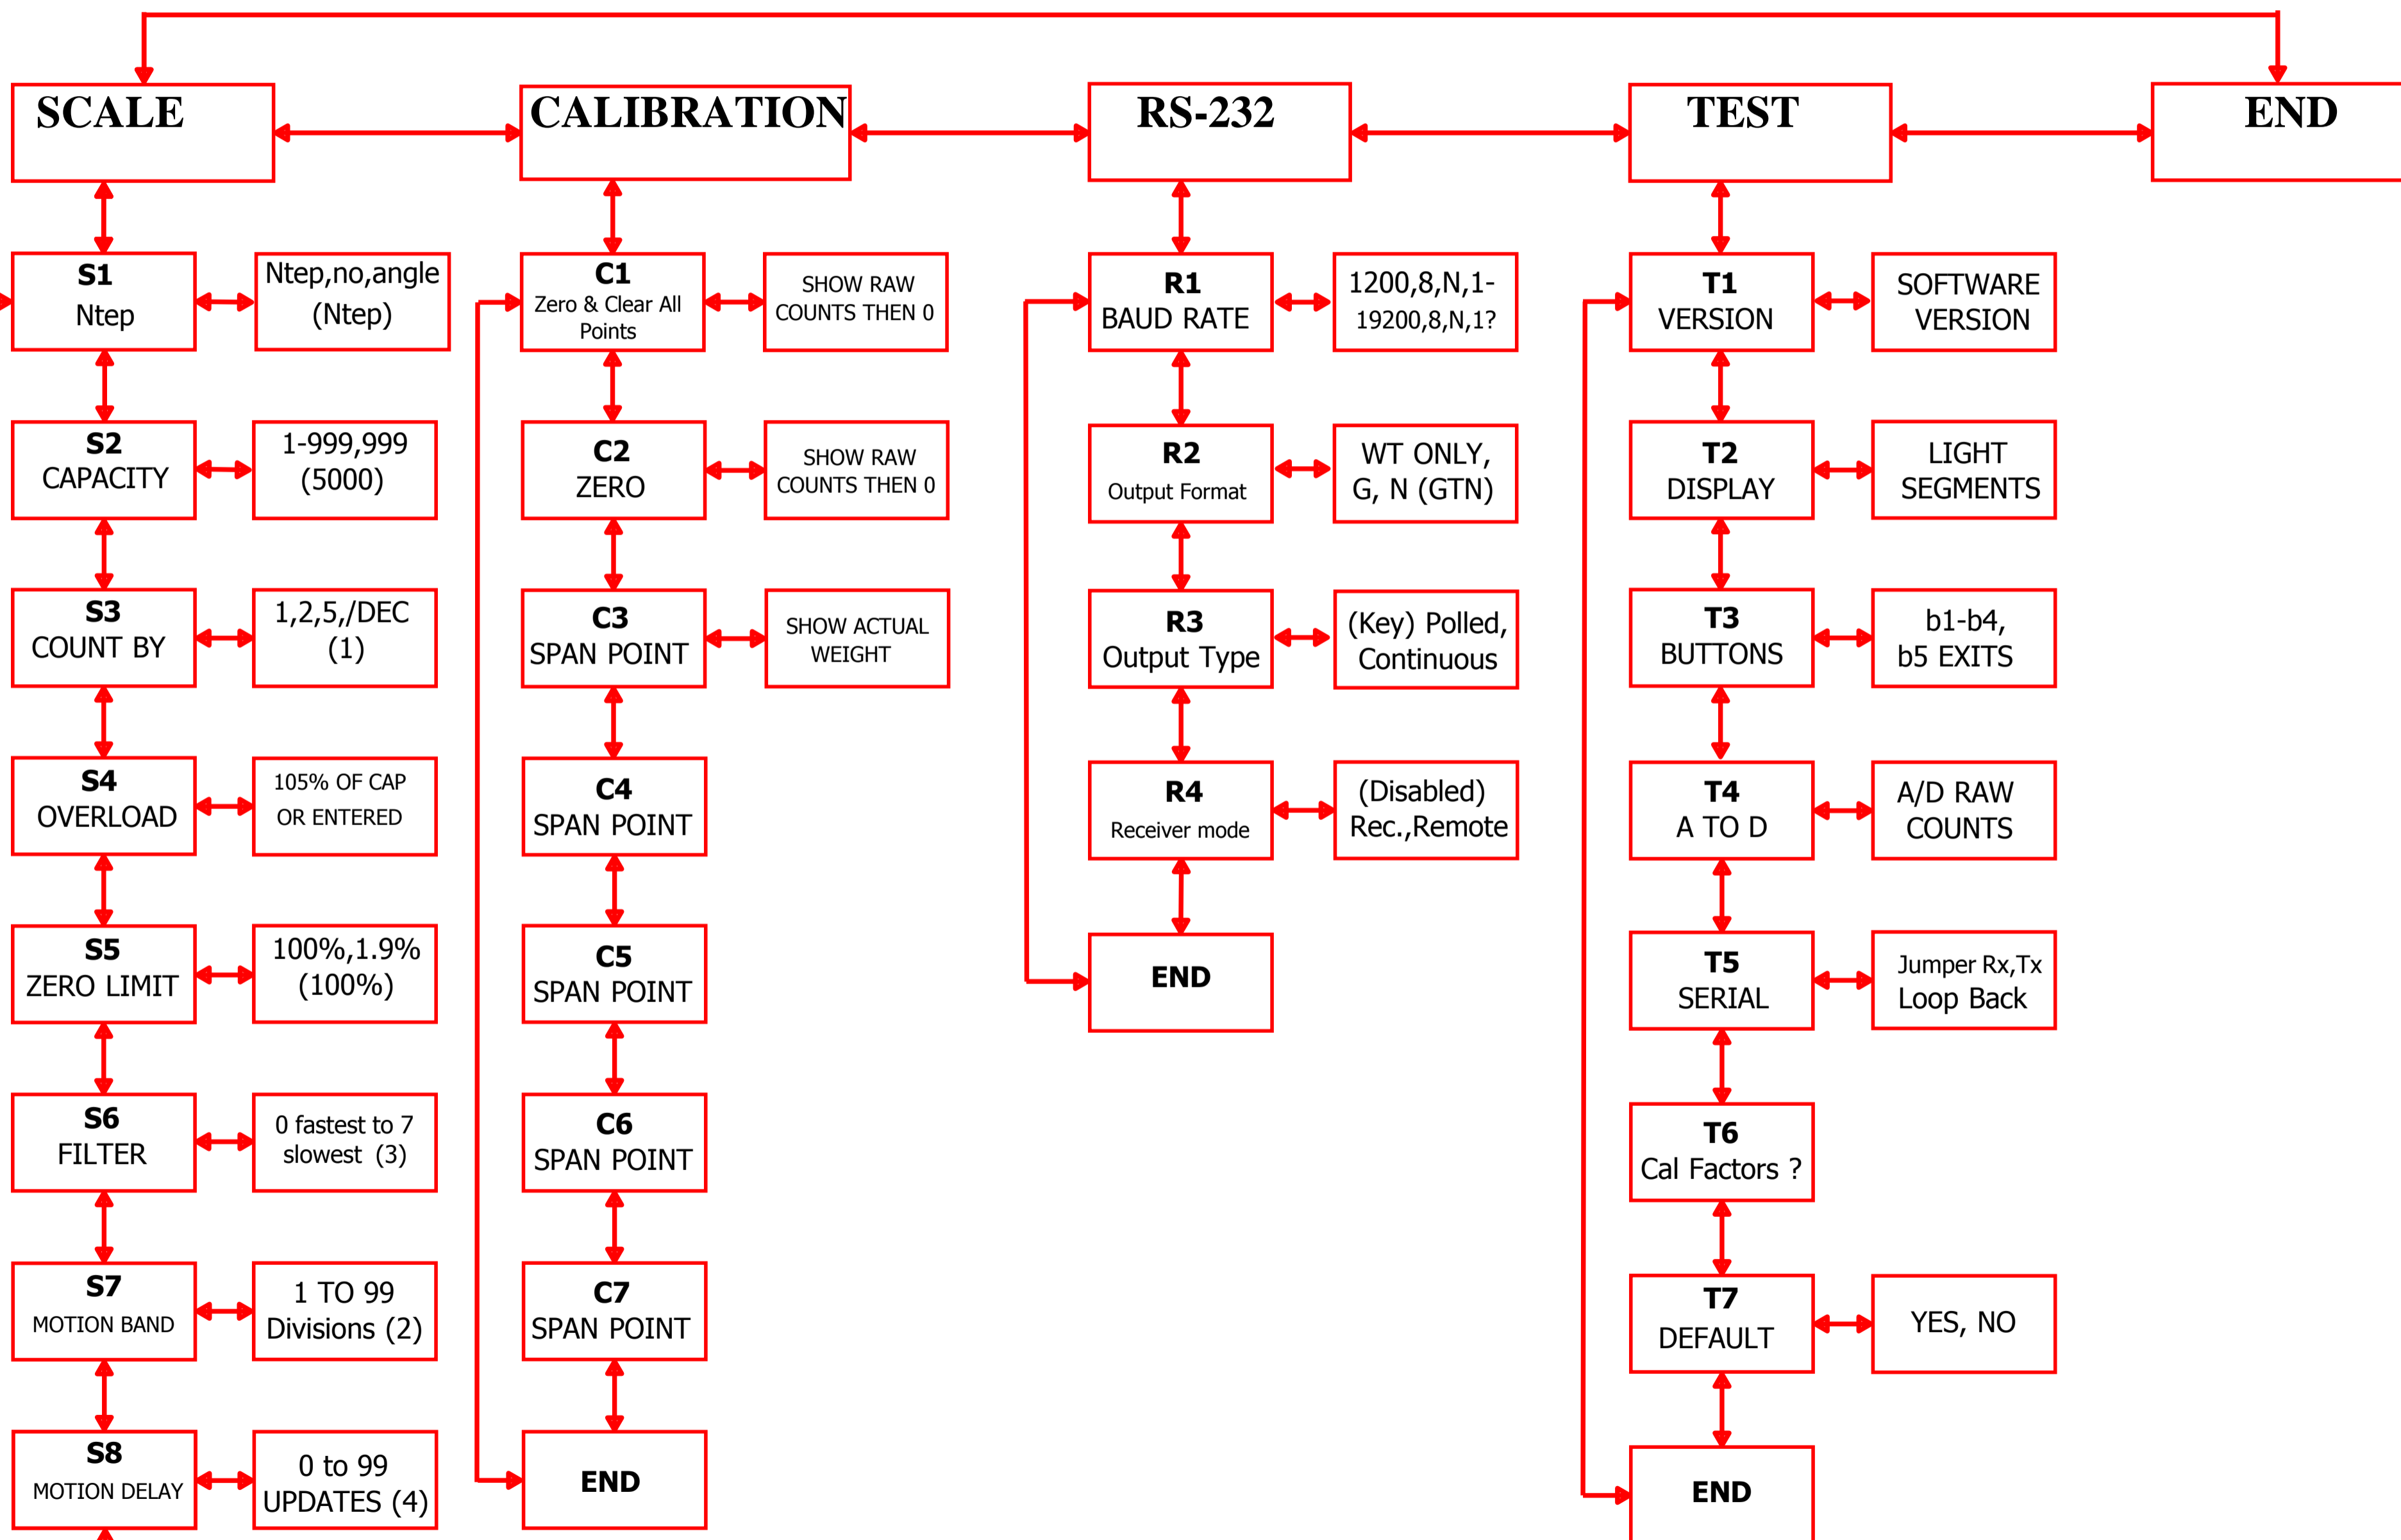 SCALE
CALIBRATION
RS-232
TEST
END
S1
Ntep
Ntep,no,angle
(Ntep)
S2
CAPACITY
1-999,999
(5000)
S3
COUNT BY
1,2,5,/DEC
(1)
S4
OVERLOAD
105% OF CAP
OR ENTERED
S5
ZERO LIMIT
100%,1.9%
(100%)
S6
FILTER
0 fastest to 7
slowest (3)
S7
MOTION BAND
1 TO 99
Divisions (2)
S8
MOTION DELAY
0 to 99
UPDATES (4)
C1
Zero & Clear All
Points
SHOW RAW
COUNTS THEN 0
C2
ZERO
SHOW RAW
COUNTS THEN 0
C3
SPAN POINT
SHOW ACTUAL
WEIGHT
C4
SPAN POINT
C5
SPAN POINT
C6
SPAN POINT
C7
SPAN POINT
END
R1
BAUD RATE
1200,8,N,1-
19200,8,N,1?
R2
Output Format
WT ONLY,
G, N (GTN)
R3
Output Type
(Key) Polled,
Continuous
R4
Receiver mode
(Disabled)
Rec.,Remote
END
T1
VERSION
SOFTWARE
VERSION
T2
DISPLAY
LIGHT
SEGMENTS
T3
BUTTONS
b1-b4,
b5 EXITS
T4
A TO D
A/D RAW
COUNTS
T5
SERIAL
Jumper Rx,Tx
Loop Back
T6
Cal Factors ?
T7
DEFAULT
YES, NO
END